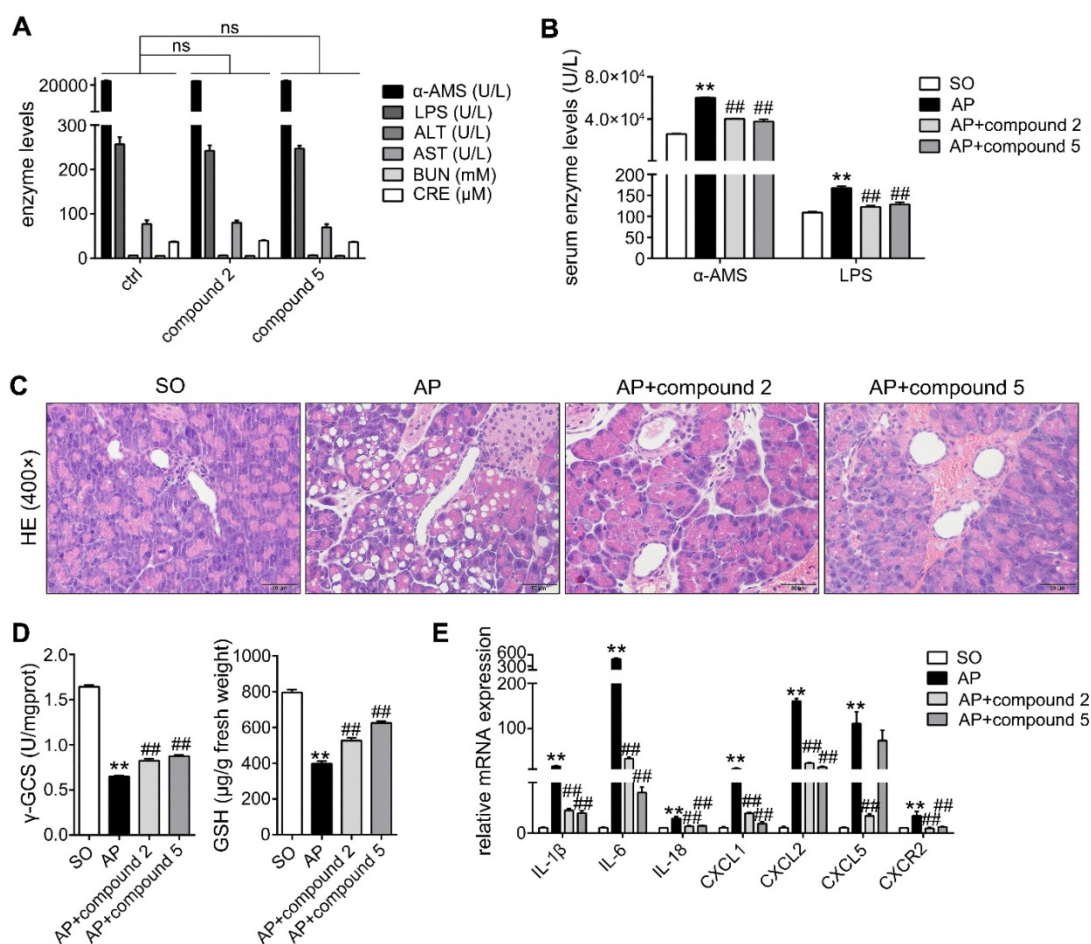 A
ns
ns
enzyme levels
20000
300
200
100
0
ctrl
compound 2
compound 5
α-AMS (U/L)
LPS (U/L)
ALT (U/L)
AST (U/L)
BUN (mM)
CRE (µM)
B
serum enzyme levels (U/L)
8.0×10⁴
4.0×10⁴
200
150
100
50
0
**
##
##
**
##
##
α-AMS
LPS
SO
AP
AP+compound 2
AP+compound 5
C
SO
AP
AP+compound 2
AP+compound 5
HE (400×)
D
γ-GCS (U/mgprot)
2.0
1.5
1.0
0.5
0.0
**
##
##
SO
AP
AP+compound 2
AP+compound 5
GSH (µg/g fresh weight)
1000
800
600
400
200
0
**
##
##
SO
AP
AP+compound 2
AP+compound 5
E
relative mRNA expression
600
300
200
100
0
**
##
##
**
##
##
**
##
##
**
##
##
**
##
##
**
##
**
##
##
IL-1β
IL-6
IL-18
CXCL1
CXCL2
CXCL5
CXCR2
SO
AP
AP+compound 2
AP+compound 5